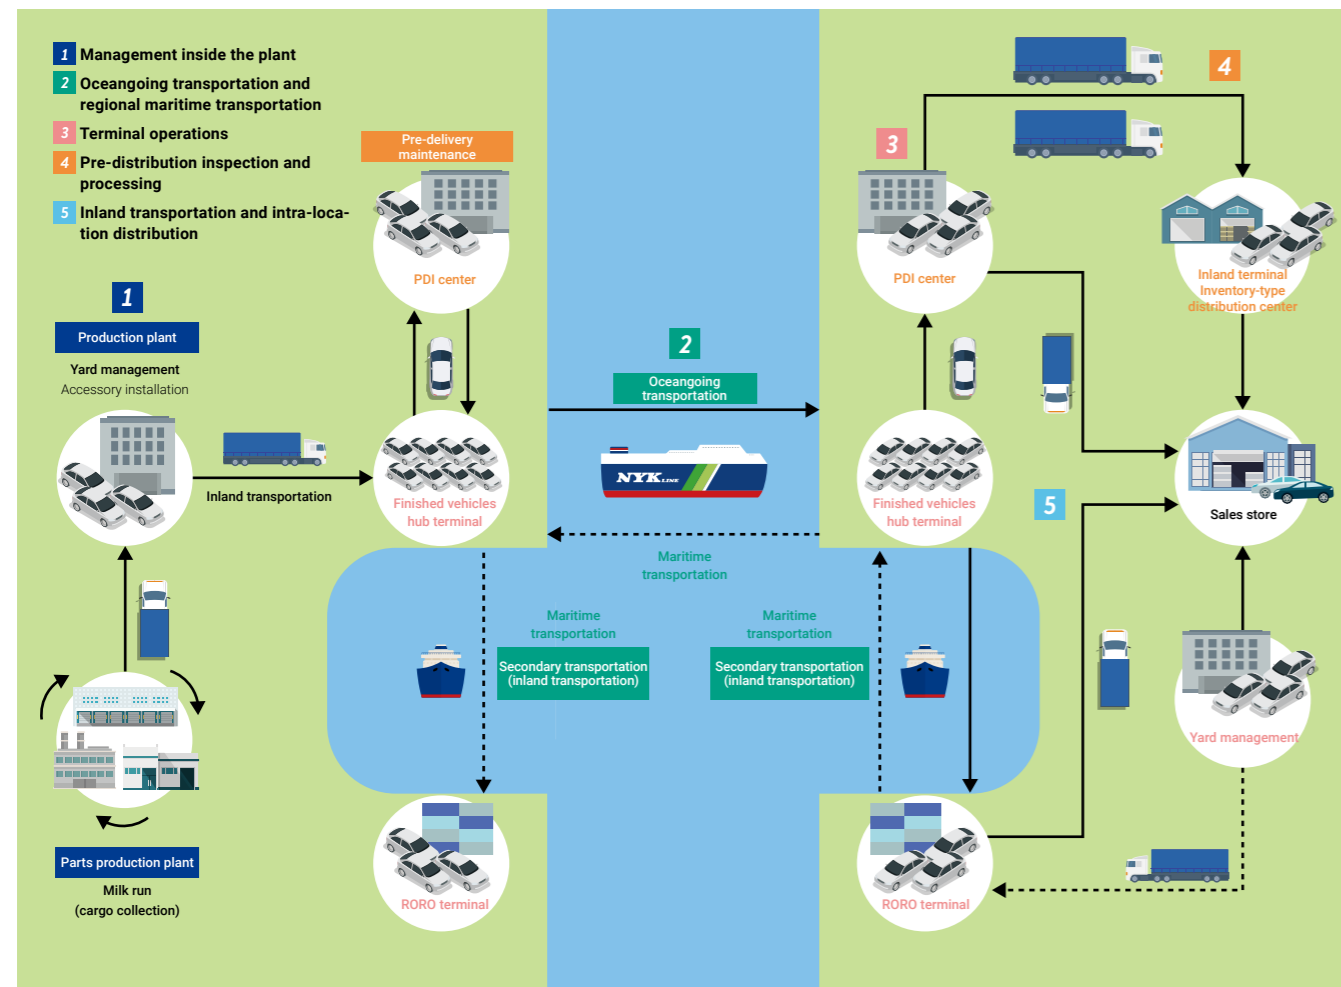 1 Management inside the plant
2 Oceangoing transportation and
regional maritime transportation
3 Terminal operations
4 Pre-distribution inspection and
processing
5 Inland transportation and intra-loca-
tion distribution
Pre-delivery
maintenance
PDI center
1
Production plant
Yard management
Accessory installation
Inland transportation
Finished vehicles
hub terminal
Parts production plant
Milk run
(cargo collection)
RORO terminal
2
Oceangoing
transportation
NYK LINE
Maritime
transportation
Maritime
transportation
Secondary transportation
(inland transportation)
Maritime
transportation
Secondary transportation
(inland transportation)
3
PDI center
4
Inland terminal
Inventory-type
distribution center
Finished vehicles
hub terminal
5
Sales store
Yard management
RORO terminal